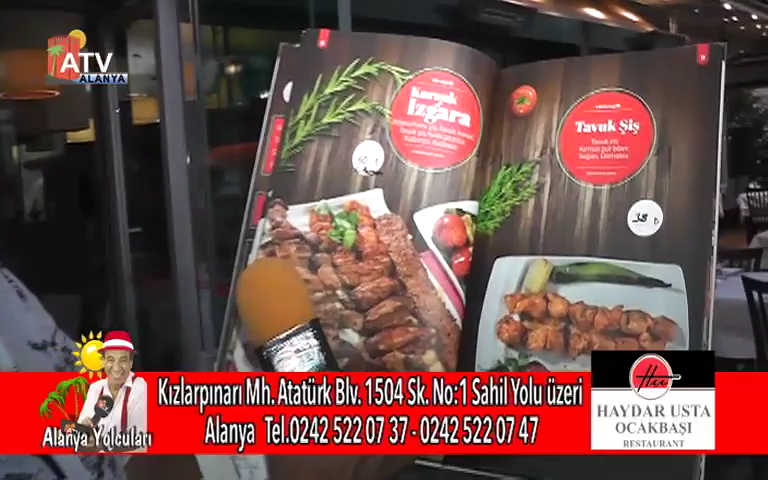 ATV
ALANYA
Karışık
Izgara
Tavuk Şiş
38 ₺
Alanya Yolcuları
Kızlarpınarı Mh. Atatürk Blv. 1504 Sk. No:1 Sahil Yolu üzeri
Alanya Tel.0242 522 07 37 - 0242 522 07 47
HAYDAR USTA
OCAKBAŞI
RESTAURANT